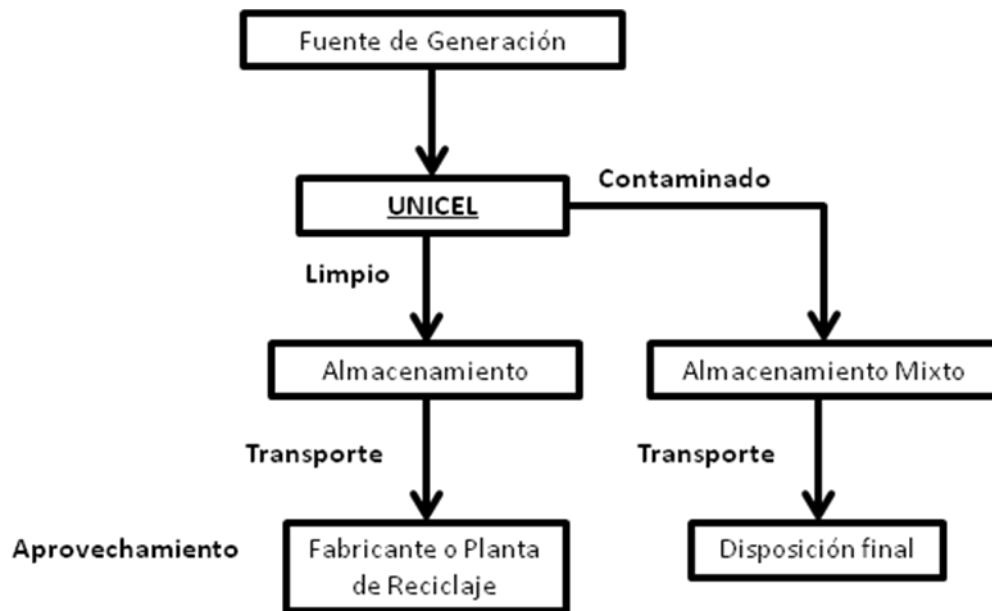 Fuente de Generación
Contaminado
UNICEL
Limpio
Almacenamiento
Almacenamiento Mixto
Transporte
Transporte
Aprovechamiento
Fabricante o Planta
de Reciclaje
Disposición final